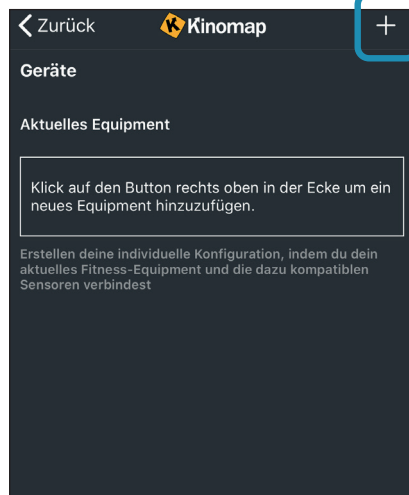 Zurück
Kinomap
+
Geräte
Aktuelles Equipment
Klick auf den Button rechts oben in der Ecke um ein
neues Equipment hinzuzufügen.
Erstellen deine individuelle Konfiguration, indem du dein
aktuelles Fitness-Equipment und die dazu kompatiblen
Sensoren verbindest